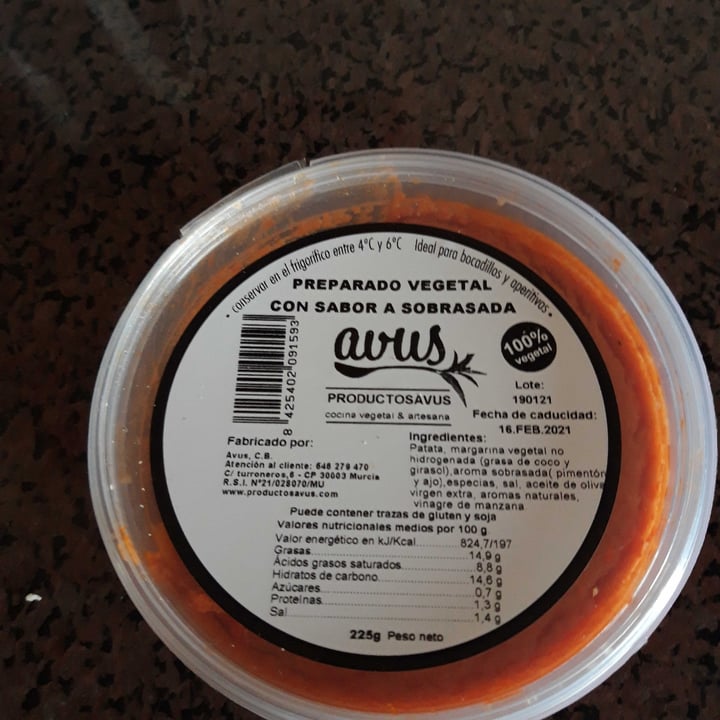 • conservar en el frigorífico entre 4ºC y 6ºC   Ideal para bocadillos y aperitivos •
PREPARADO VEGETAL
CON SABOR A SOBRASADA
avus
100%
vegetal
PRODUCTOSAVUS
cocina vegetal & artesana
8 425402 091593
Lote:
190121
Fecha de caducidad:
16.FEB.2021
Fabricado por:
Avus, C.B.
Atención al cliente: 646 279 470
C/ turroneros,6 - CP 30003 Murcia
R.S.I. Nº21/028070/MU
www.productosavus.com
Ingredientes:
Patata, margarina vegetal no
hidrogenada (grasa de coco y
girasol),aroma sobrasada( pimentón
y ajo),especias, sal, aceite de oliva
virgen extra, aromas naturales,
vinagre de manzana
Puede contener trazas de gluten y soja
Valores nutricionales medios por 100 g
Valor energético en kJ/Kcal 824,7/197
Grasas 14,9 g
Ácidos grasos saturados 8,8 g
Hidratos de carbono 14,6 g
Azúcares 0,7 g
Proteínas 1,3 g
Sal 1,4 g
225g Peso neto